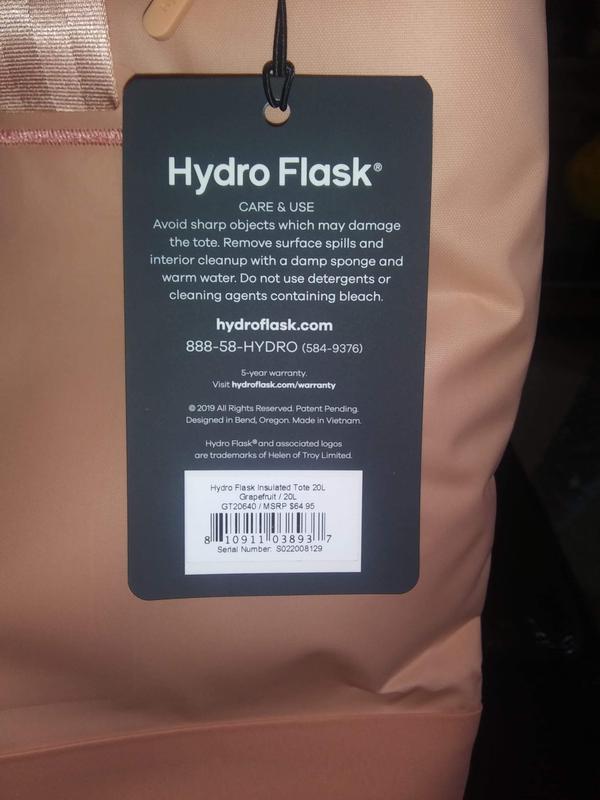 Hydro Flask®
CARE & USE
Avoid sharp objects which may damage
the tote. Remove surface spills and
interior cleanup with a damp sponge and
warm water. Do not use detergents or
cleaning agents containing bleach.
hydroflask.com
888-58-HYDRO (584-9376)
5-year warranty.
Visit hydroflask.com/warranty
© 2019 All Rights Reserved. Patent Pending.
Designed in Bend, Oregon. Made in Vietnam.
Hydro Flask® and associated logos
are trademarks of Helen of Troy Limited.
Hydro Flask Insulated Tote 20L
Grapefruit / 20L
GT20640 / MSRP $64.95
8 10911 03893 7
Serial Number: S022008129